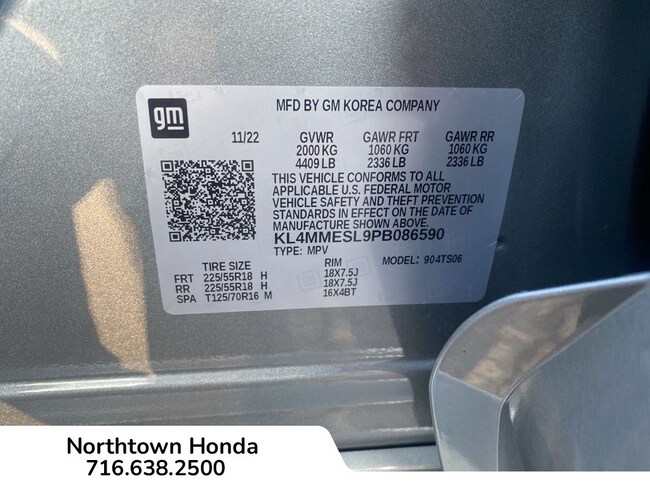 gm
MFD BY GM KOREA COMPANY
11/22 GVWR GAWR FRT GAWR RR
2000 KG 1060 KG 1060 KG
4409 LB 2336 LB 2336 LB
THIS VEHICLE CONFORMS TO ALL
APPLICABLE U.S. FEDERAL MOTOR
VEHICLE SAFETY AND THEFT PREVENTION
STANDARDS IN EFFECT ON THE DATE OF
MANUFACTURE SHOWN ABOVE.
KL4MMESL9PB086590
TYPE: MPV MODEL: 904TS06
TIRE SIZE RIM
FRT 225/55R18 H 18X7.5J
RR 225/55R18 H 18X7.5J
SPA T125/70R16 M 16X4BT
Northtown Honda
716.638.2500